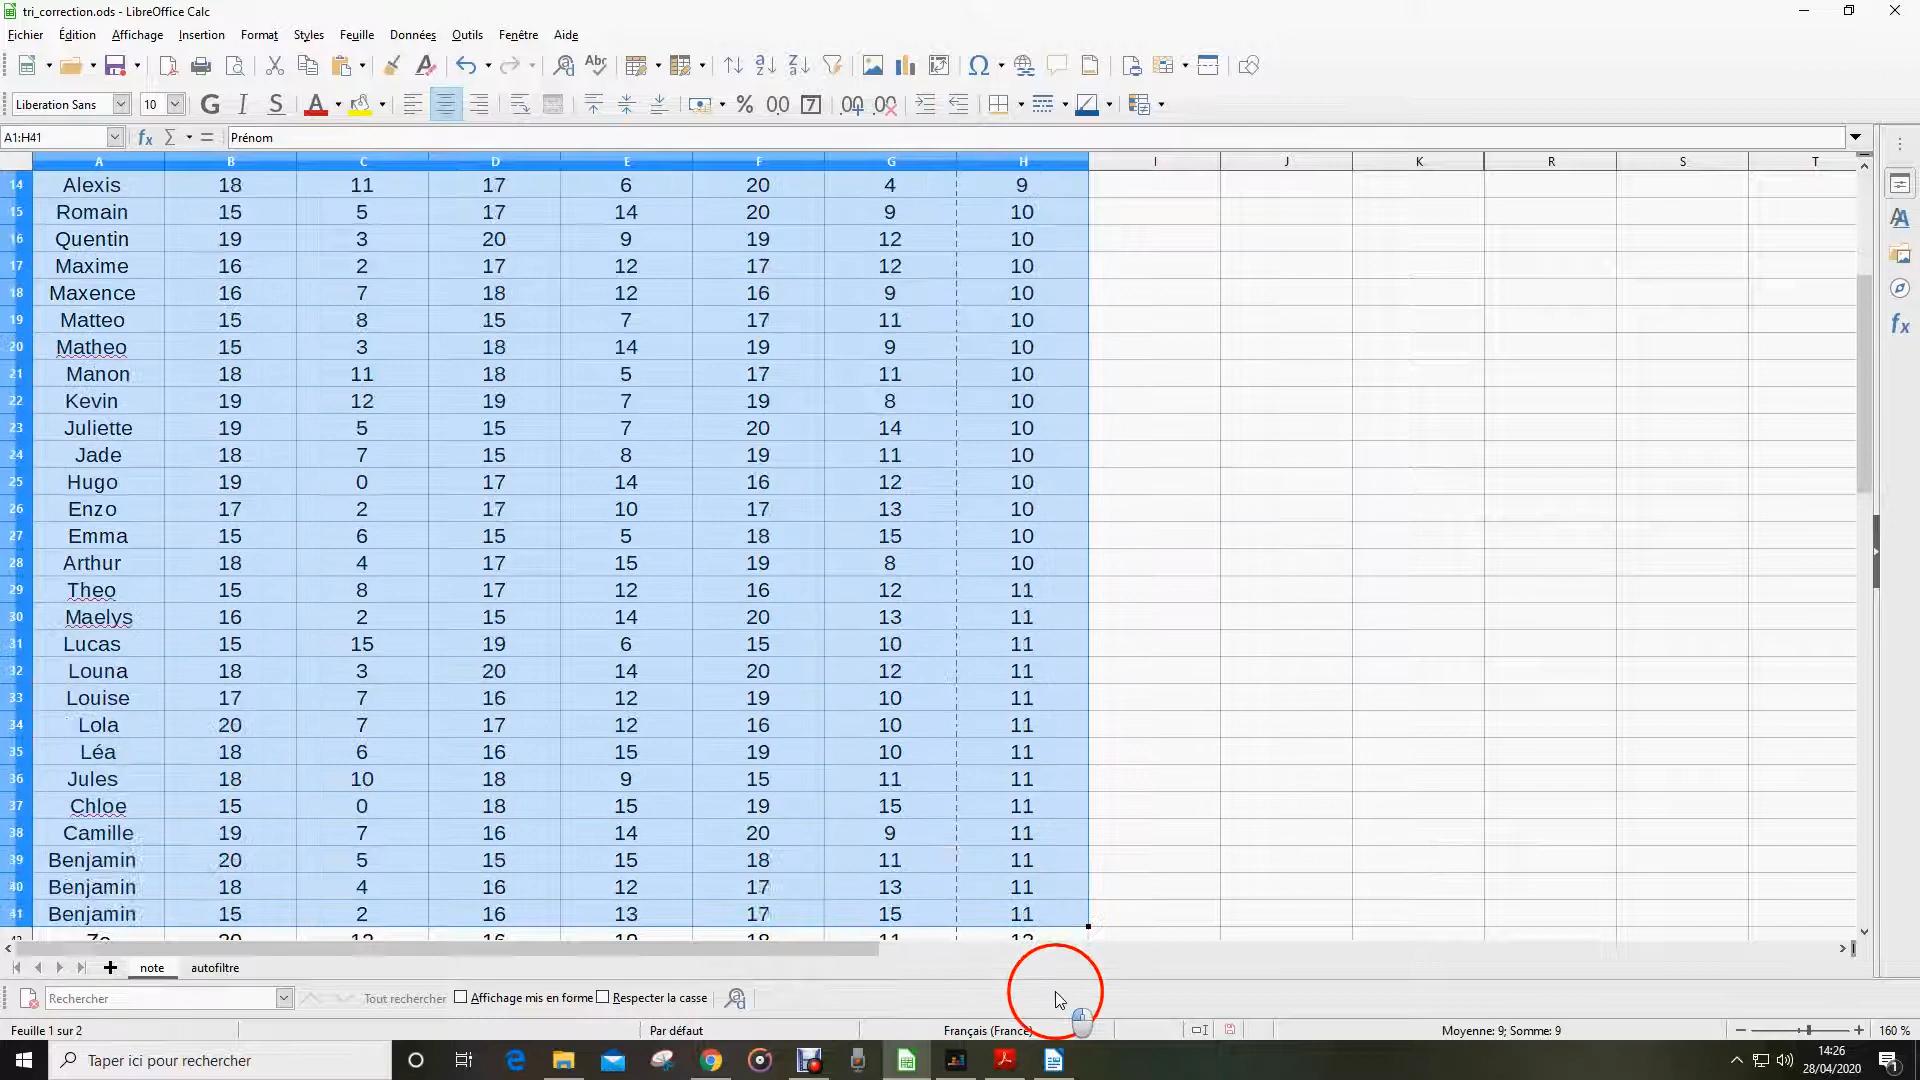 tri_correction.ods - LibreOffice Calc
Fichier Édition Affichage Insertion Format Styles Feuille Données Outils Fenêtre Aide
Liberation Sans 10 G I S
A1:H41 Prénom
A B C D E F G H I J K L M N O P Q R S T
14 Alexis 18 11 17 6 20 4 9
15 Romain 15 5 17 14 20 9 10
16 Quentin 19 3 20 9 19 12 10
17 Maxime 16 2 17 12 17 12 10
18 Maxence 16 7 18 12 16 9 10
19 Matteo 15 8 15 7 17 11 10
20 Matheo 15 3 18 14 19 9 10
21 Manon 18 11 18 5 17 11 10
22 Kevin 19 12 19 7 19 8 10
23 Juliette 19 5 15 7 20 14 10
24 Jade 18 7 15 8 19 11 10
25 Hugo 19 0 17 14 16 12 10
26 Enzo 17 2 17 10 17 13 10
27 Emma 15 6 15 5 18 15 10
28 Arthur 18 4 17 15 19 8 10
29 Theo 15 8 17 12 16 12 11
30 Maelys 16 2 15 14 20 13 11
31 Lucas 15 15 19 6 15 10 11
32 Louna 18 3 20 14 20 12 11
33 Louise 17 7 16 12 19 10 11
34 Lola 20 7 17 12 16 10 11
35 Léa 18 6 16 15 19 10 11
36 Jules 18 10 18 9 15 11 11
37 Chloe 15 0 18 15 19 15 11
38 Camille 19 7 16 14 20 9 11
39 Benjamin 20 5 15 15 18 11 11
40 Benjamin 18 4 16 12 17 13 11
41 Benjamin 15 2 16 13 17 15 11
note autofiltre
Rechercher Tout rechercher Affichage mis en forme Respecter la casse
Feuille 1 sur 2 Par défaut Français (France) Moyenne: 9; Somme: 9 160 %
Taper ici pour rechercher
14:26
28/04/2020